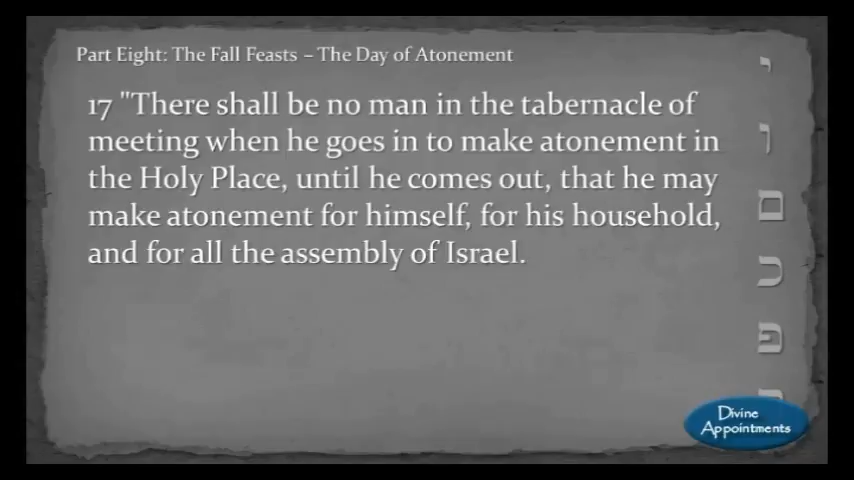 Part Eight: The Fall Feasts – The Day of Atonement
17 "There shall be no man in the tabernacle of
meeting when he goes in to make atonement in
the Holy Place, until he comes out, that he may
make atonement for himself, for his household,
and for all the assembly of Israel.
י
ו
ם
כ
פ
Divine
Appointments